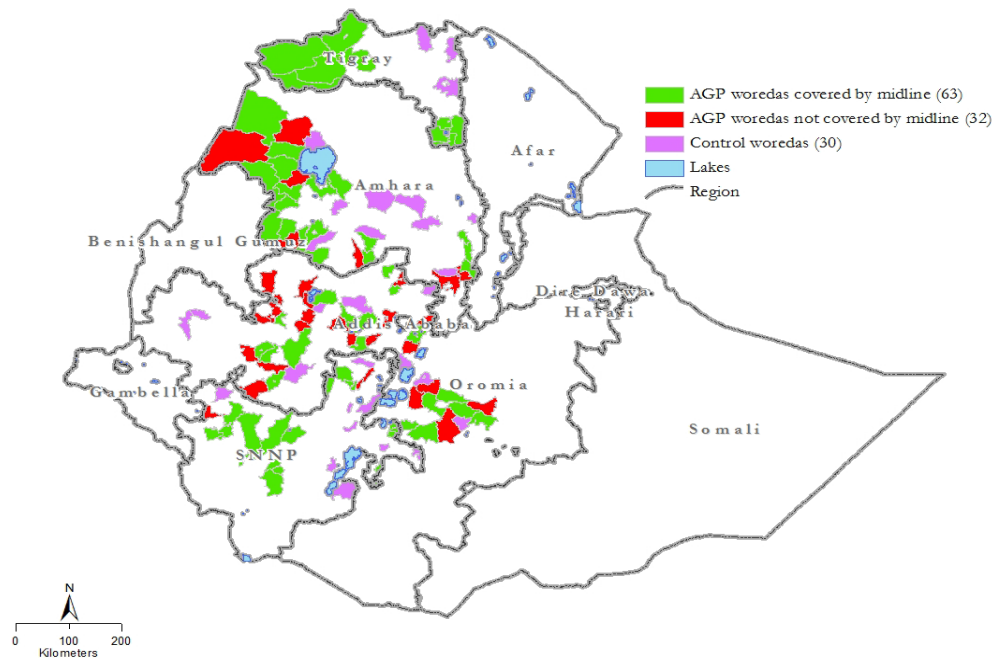 Tigray
AGP woredas covered by midline (63)
AGP woredas not covered by midline (32)
Control woredas (30)
Lakes
Region
Afar
Amhara
Benishangul Gumuz
Dire Dawa
Harari
Addis Ababa
Gambella
Oromia
Somali
SNNP
N
0 100 200
Kilometers